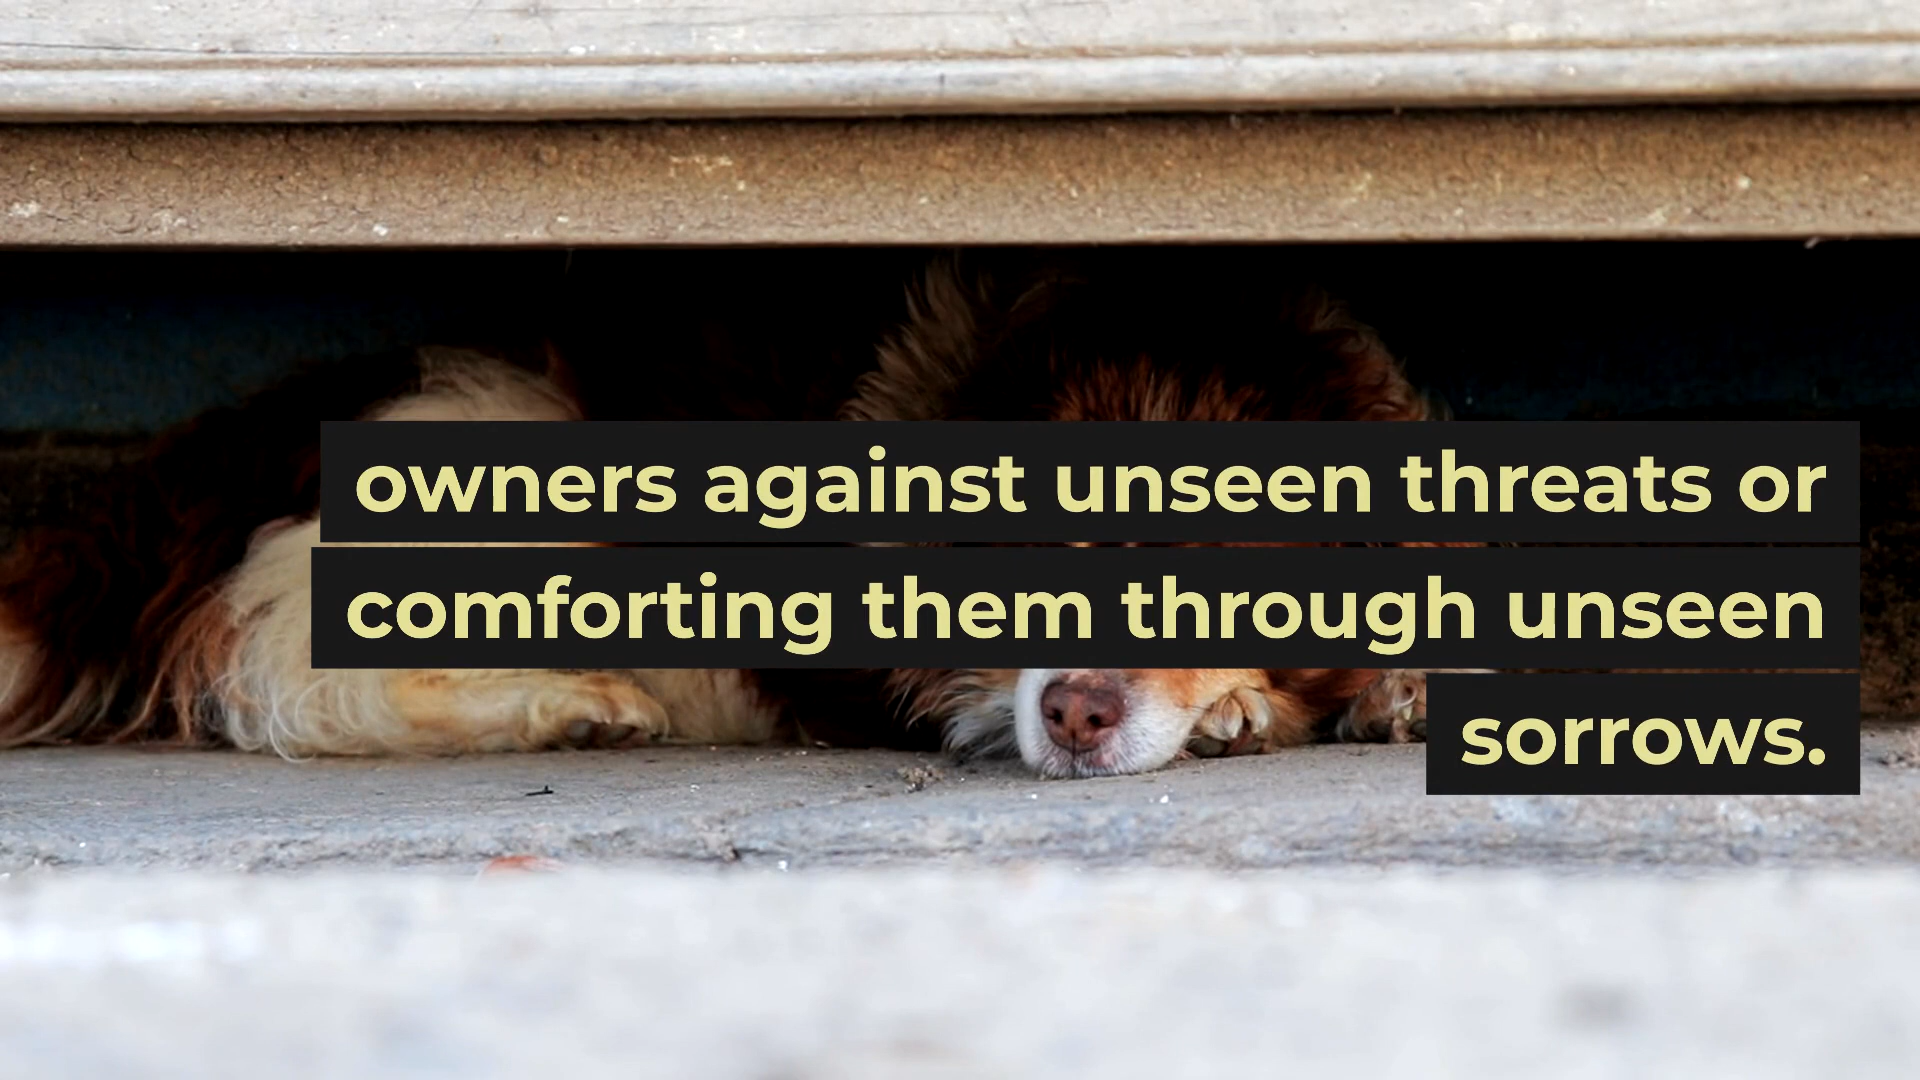 owners against unseen threats or
comforting them through unseen
sorrows.